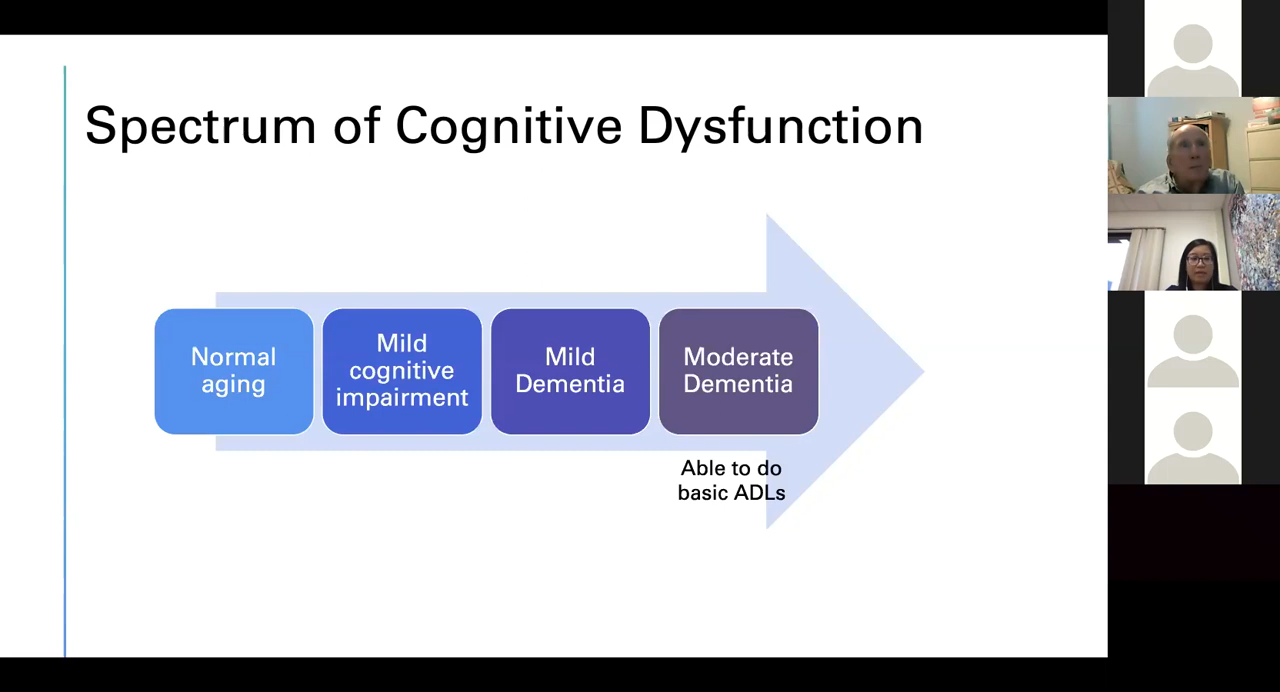 Spectrum of Cognitive Dysfunction
Normal
aging
Mild
cognitive
impairment
Mild
Dementia
Moderate
Dementia
Able to do
basic ADLs